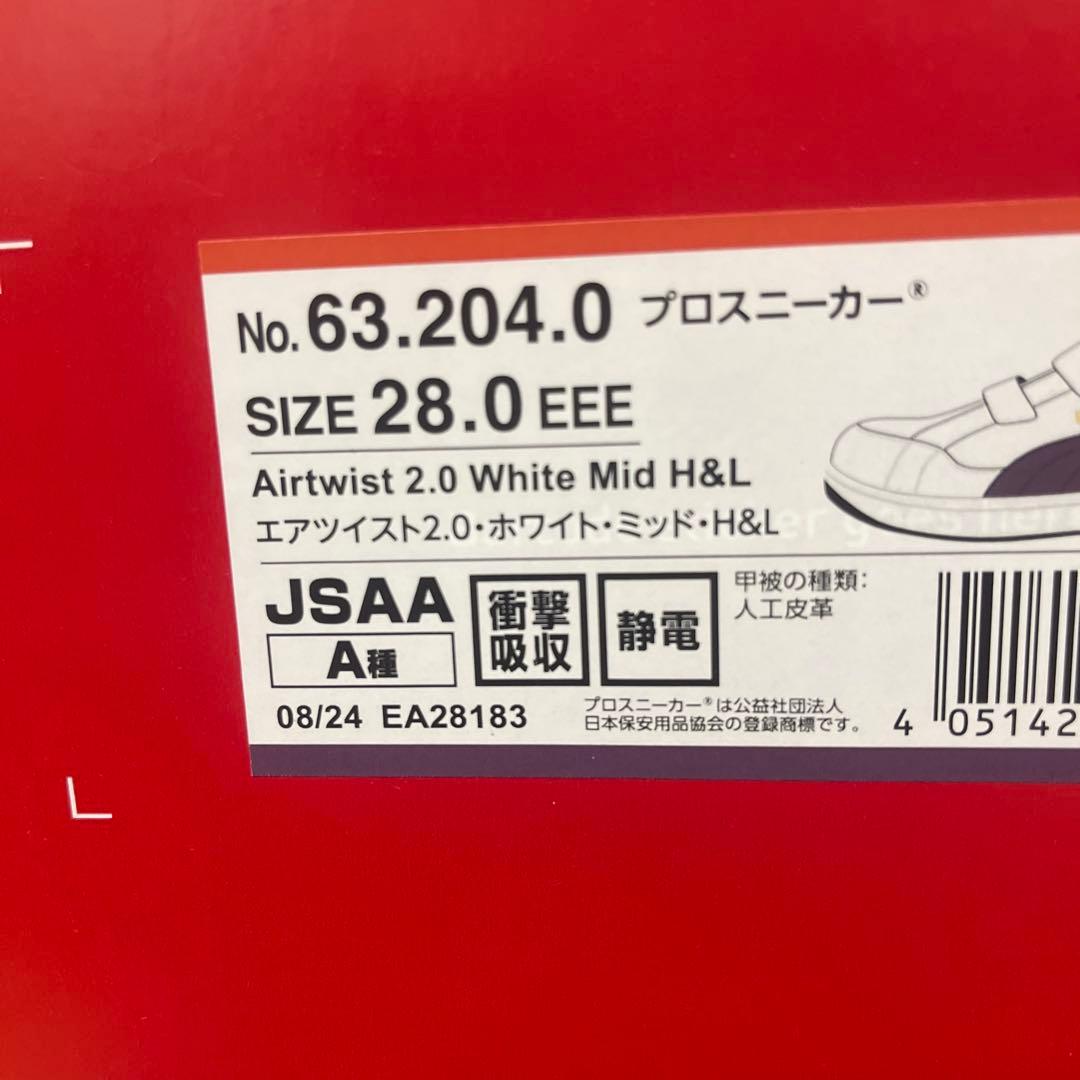 No.63.204.0 プロスニーカー®
SIZE 28.0 EEE
Airtwist 2.0 White Mid H&L
エアツイスト2.0・ホワイト・ミッド・H&L
goes here
JSAA
A種
衝撃
吸収
静電
甲被の種類:
人工皮革
08/24 EA28183
プロスニーカー®は公益社団法人
日本保安用品協会の登録商標です。
4 051142